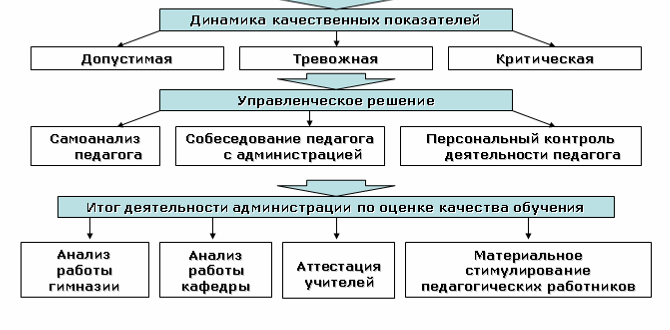 Динамика качественных показателей
Допустимая
Тревожная
Критическая
Управленческое решение
Самоанализ
педагога
Собеседование педагога
с администрацией
Персональный контроль
деятельности педагога
Итог деятельности администрации по оценке качества обучения
Анализ
работы
гимназии
Анализ
работы
кафедры
Аттестация
учителей
Материальное
стимулирование
педагогических работников